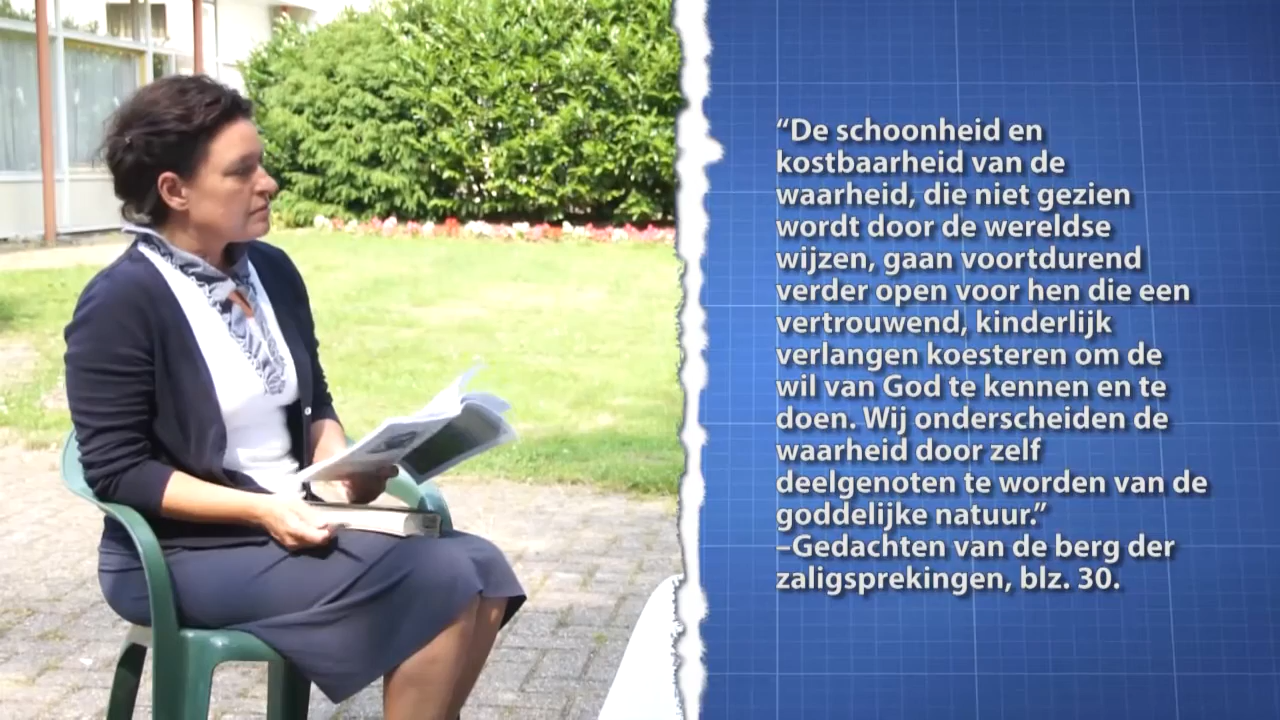 “De schoonheid en
kostbaarheid van de
waarheid, die niet gezien
wordt door de wereldse
wijzen, gaan voortdurend
verder open voor hen die een
vertrouwend, kinderlijk
verlangen koesteren om de
wil van God te kennen en te
doen. Wij onderscheiden de
waarheid door zelf
deelgenoten te worden van de
goddelijke natuur.”
–Gedachten van de berg der
zaligsprekingen, blz. 30.